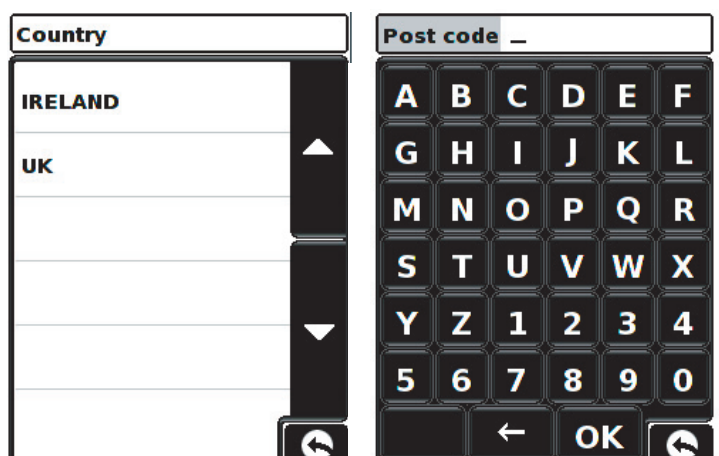 Country
IRELAND
UK
Post code _
A B C D E F
G H I J K L
M N O P Q R
S T U V W X
Y Z 1 2 3 4
5 6 7 8 9 0
← OK